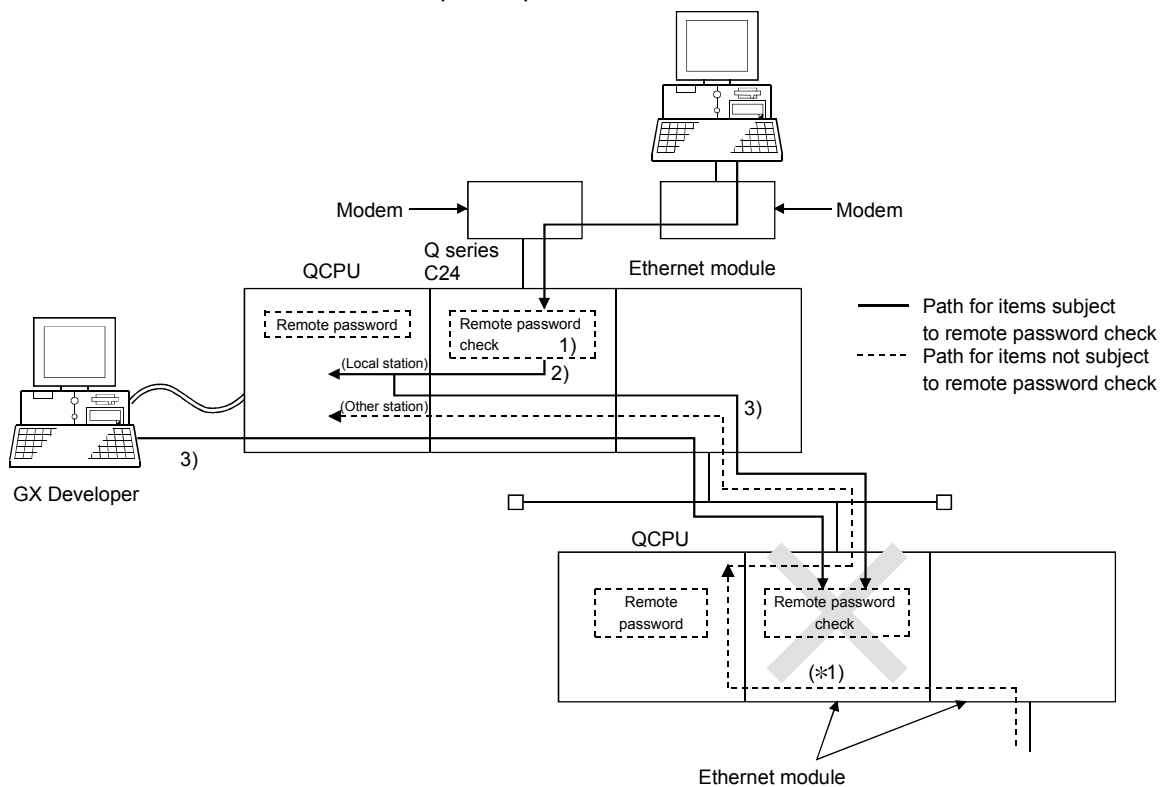 Modem
Modem
Q series
C24
QCPU
Ethernet module
Remote password
Remote password
check
1)
(Local station)
2)
(Other station)
3)
3)
GX Developer
Path for items subject
to remote password check
Path for items not subject
to remote password check
QCPU
Remote
password
Remote password
check
(*1)
Ethernet module